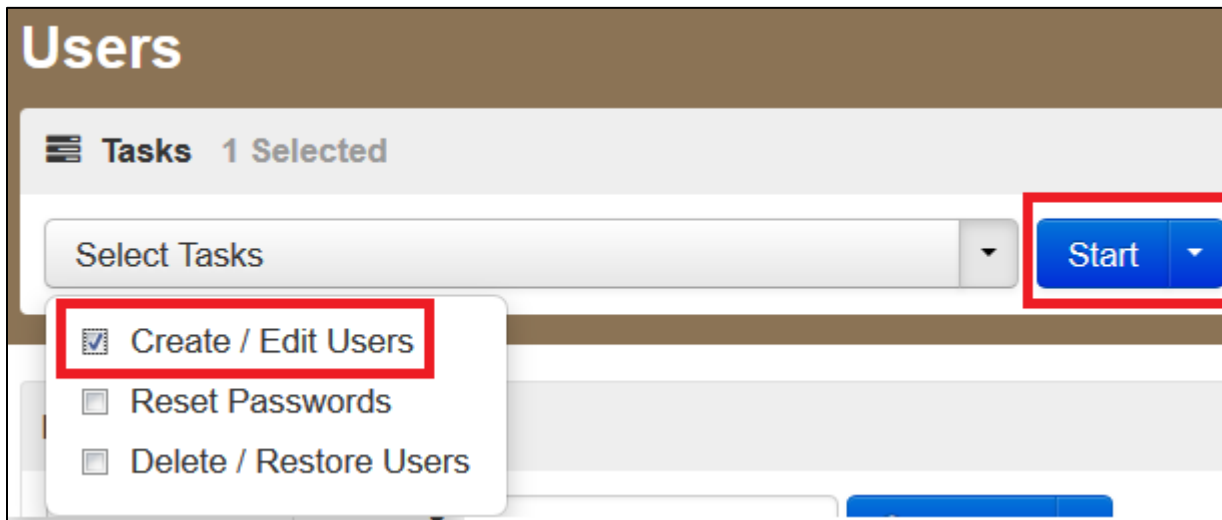 Users
Tasks 1 Selected
Select Tasks
Start
Create / Edit Users
Reset Passwords
Delete / Restore Users